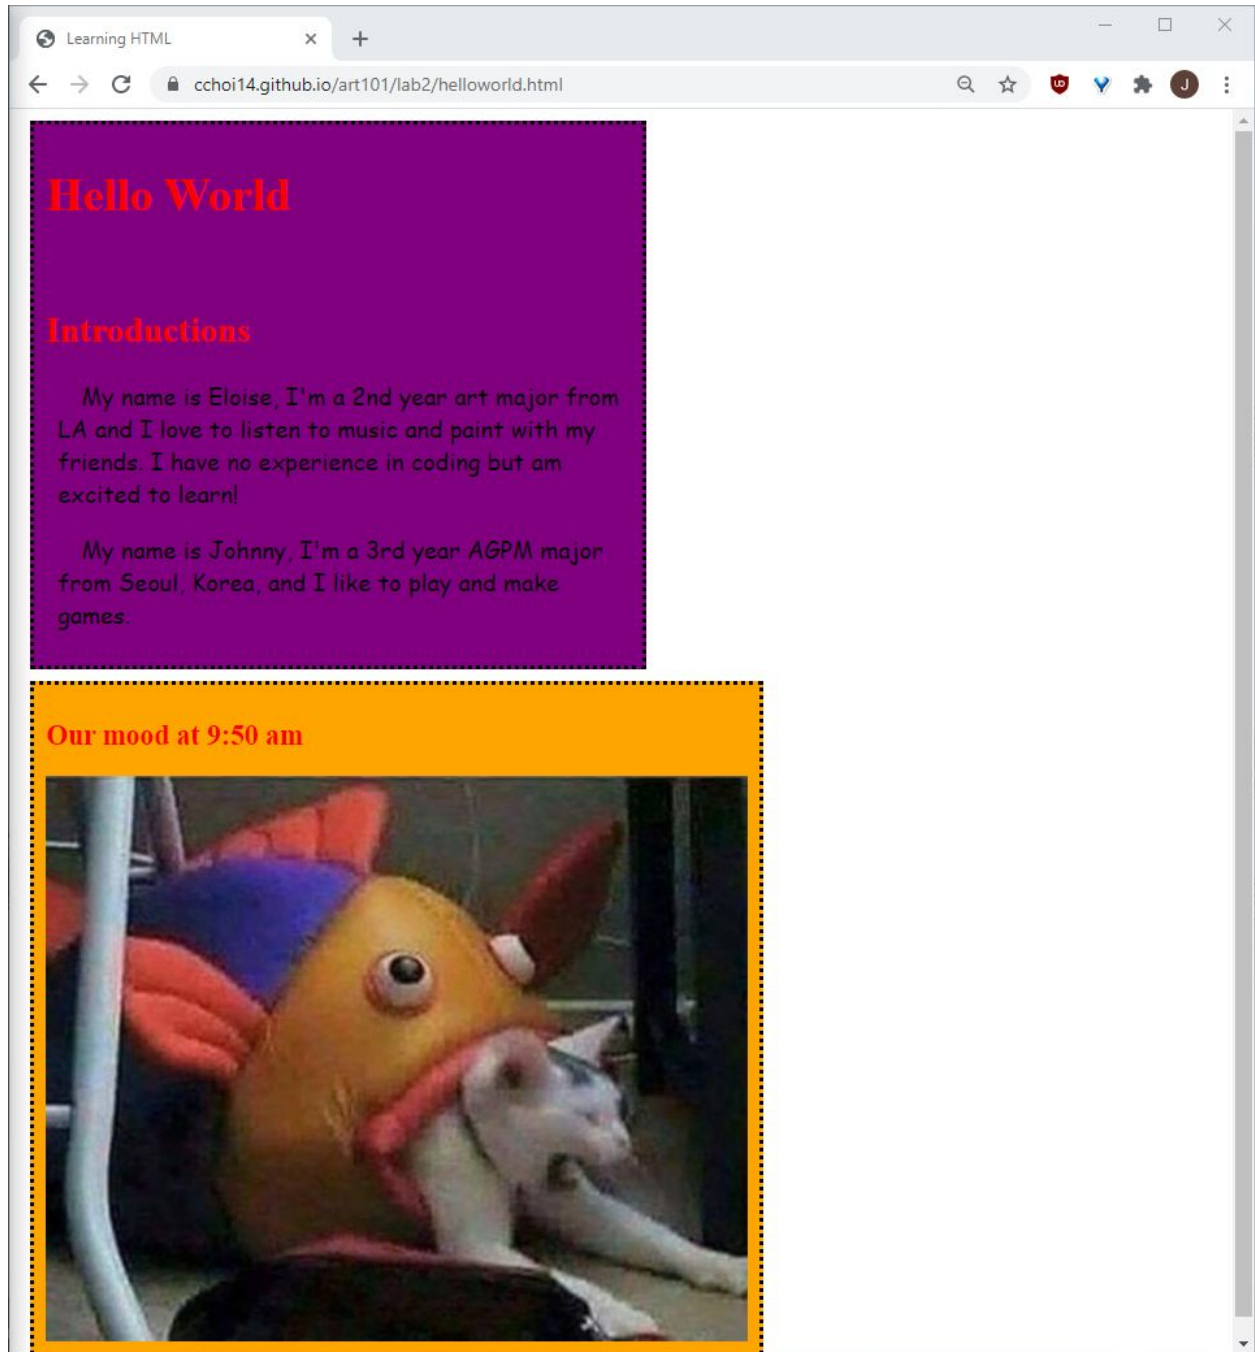 Learning HTML
cchoi14.github.io/art101/lab2/helloworld.html
J
Hello World
Introductions
My name is Eloise, I'm a 2nd year art major from
LA and I love to listen to music and paint with my
friends. I have no experience in coding but am
excited to learn!
My name is Johnny, I'm a 3rd year AGPM major
from Seoul, Korea, and I like to play and make
games.
Our mood at 9:50 am